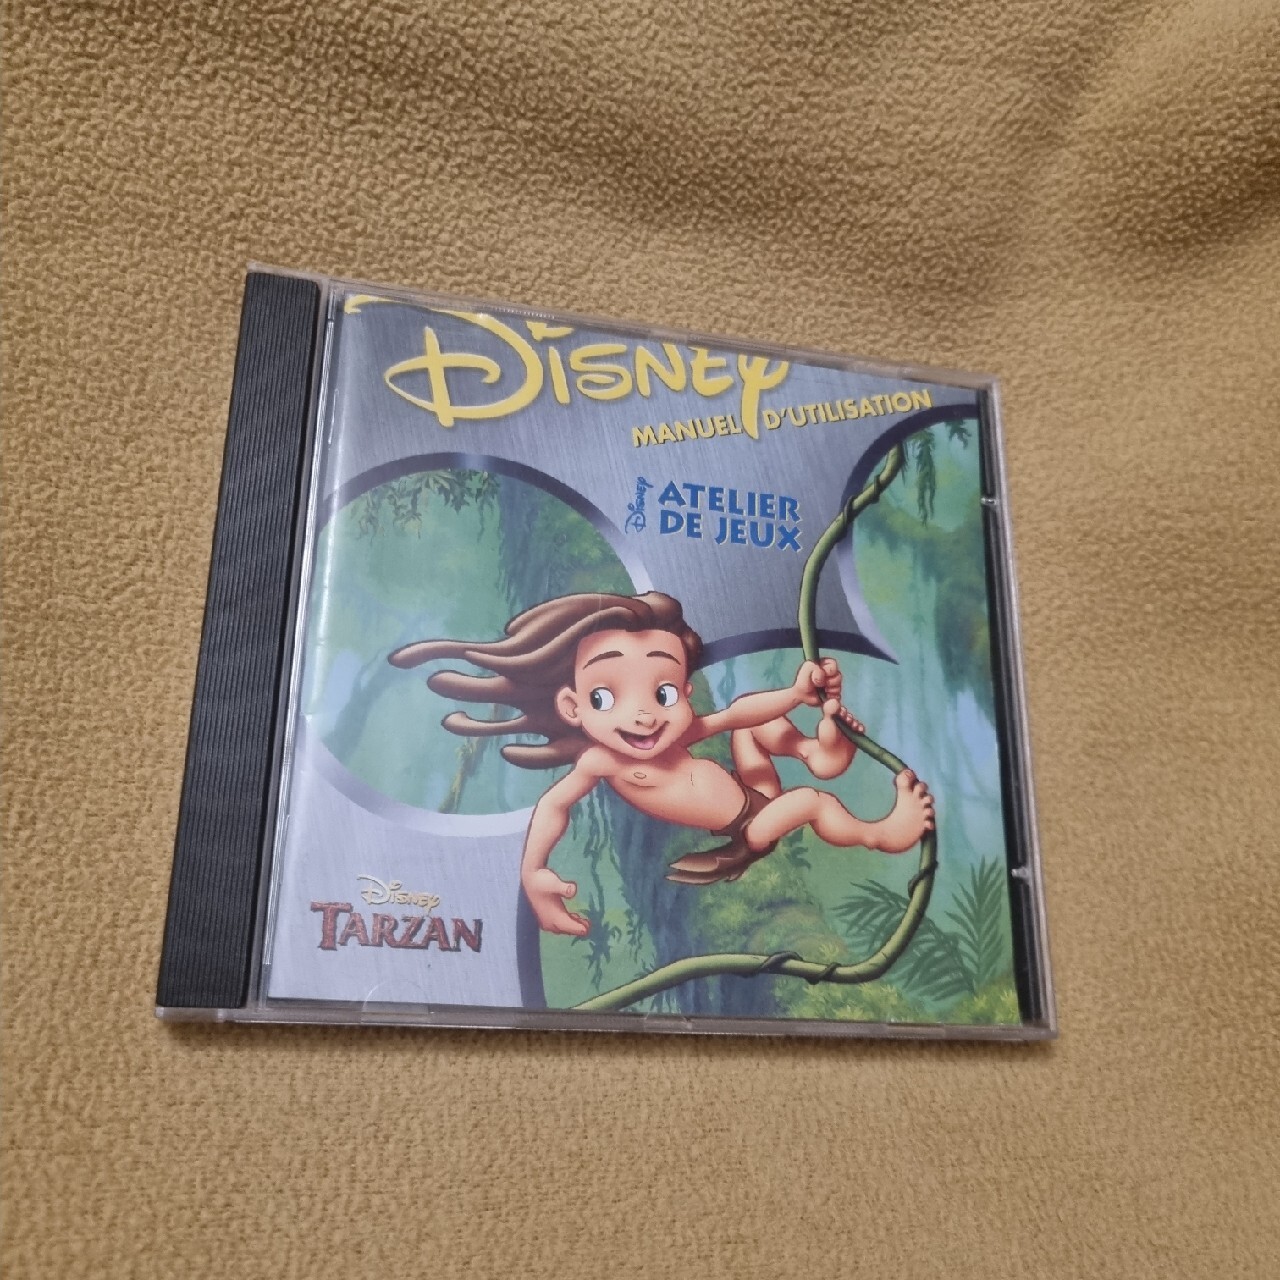 Disney
MANUEL D'UTILISATION
Disney
ATELIER
DE JEUX
Disney
TARZAN